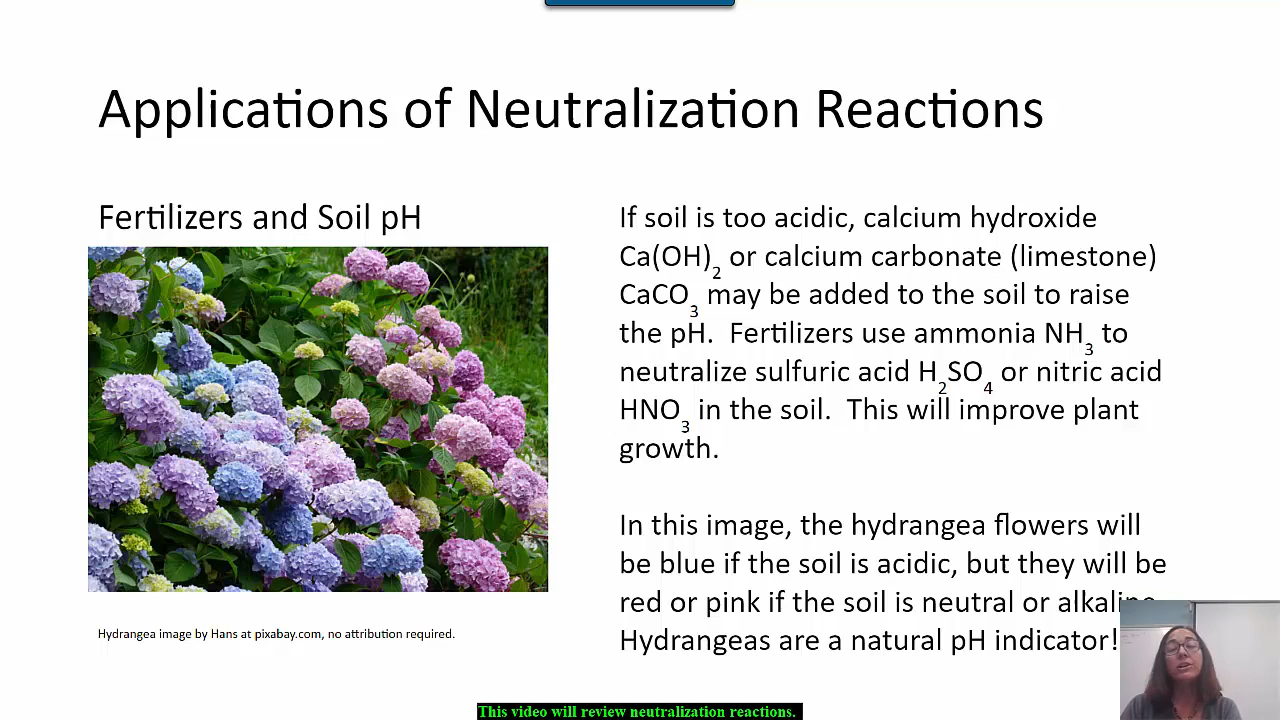 Applications of Neutralization Reactions
Fertilizers and Soil pH
If soil is too acidic, calcium hydroxide
Ca(OH)₂ or calcium carbonate (limestone)
CaCO₃ may be added to the soil to raise
the pH.  Fertilizers use ammonia NH₃ to
neutralize sulfuric acid H₂SO₄ or nitric acid
HNO₃ in the soil.  This will improve plant
growth.
In this image, the hydrangea flowers will
be blue if the soil is acidic, but they will be
red or pink if the soil is neutral or alkaline.
Hydrangeas are a natural pH indicator!
Hydrangea image by Hans at pixabay.com, no attribution required.
This video will review neutralization reactions.